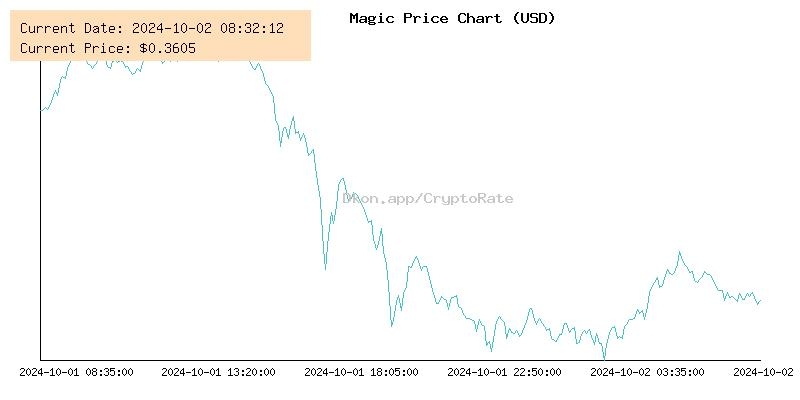 Magic Price Chart (USD)
Current Date: 2024-10-02 08:32:12
Current Price: $0.3605
Dkon.app/CryptoRate
2024-10-01 08:35:00 2024-10-01 13:20:00 2024-10-01 18:05:00 2024-10-01 22:50:00 2024-10-02 03:35:00 2024-10-02